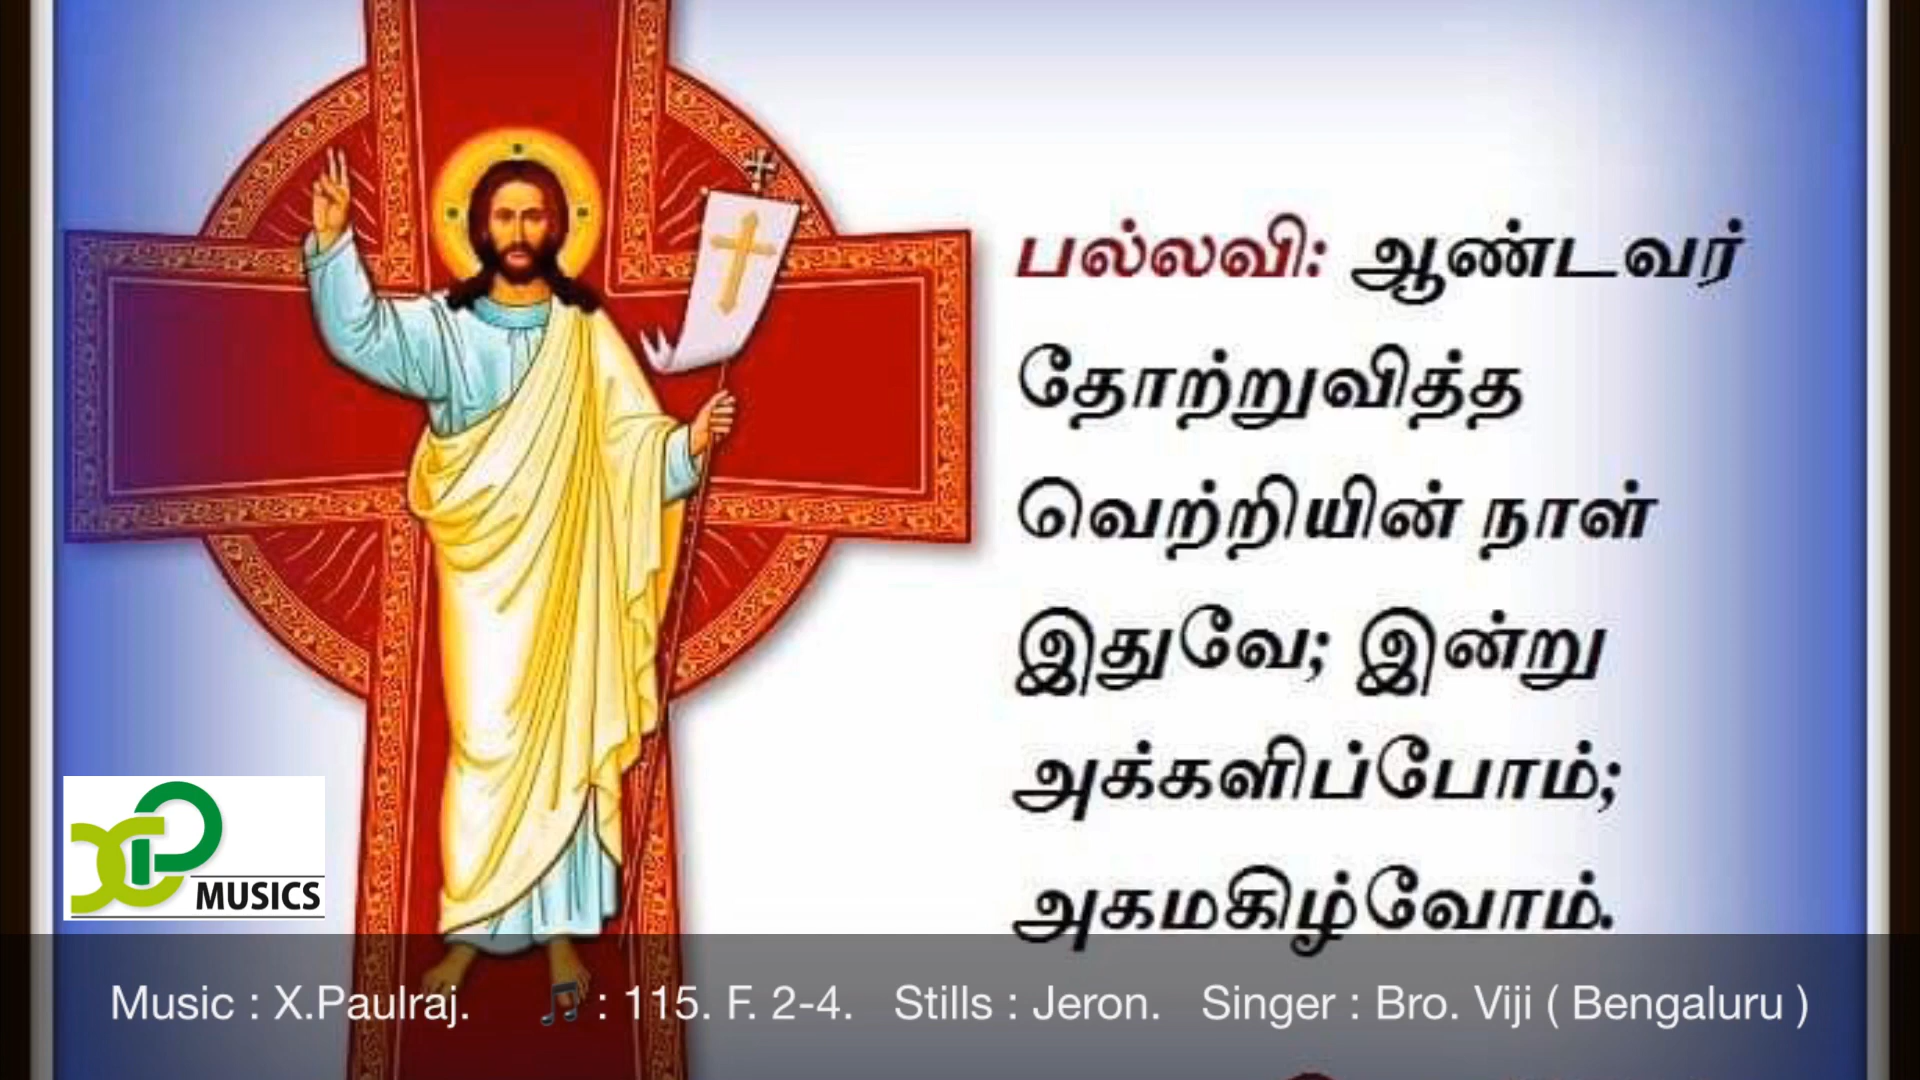 பல்லவி: ஆண்டவர்
தோற்றுவித்த
வெற்றியின் நாள்
இதுவே; இன்று
அக்களிப்போம்;
அகமகிழ்வோம்.
XP
MUSICS
Music : X.Paulraj. 🎵 : 115. F. 2-4. Stills : Jeron. Singer : Bro. Viji ( Bengaluru )